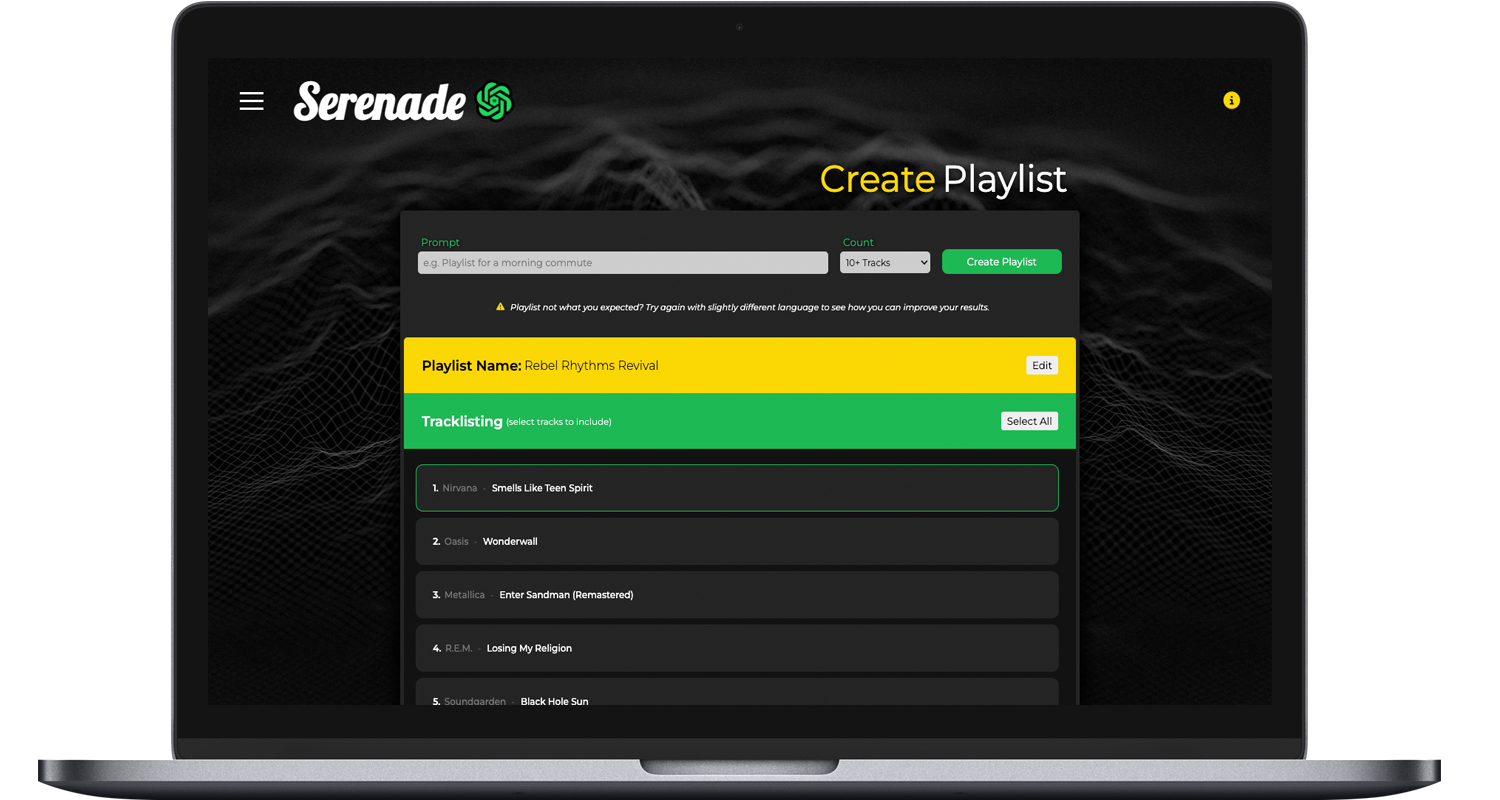 Serenade
i
Create Playlist
Prompt
Count
e.g. Playlist for a morning commute
10+ Tracks
Create Playlist
Playlist not what you expected? Try again with slightly different language to see how you can improve your results.
Playlist Name: Rebel Rhythms Revival
Edit
Tracklisting (select tracks to include)
Select All
1. Nirvana - Smells Like Teen Spirit
2. Oasis - Wonderwall
3. Metallica - Enter Sandman (Remastered)
4. R.E.M. - Losing My Religion
5. Soundgarden - Black Hole Sun